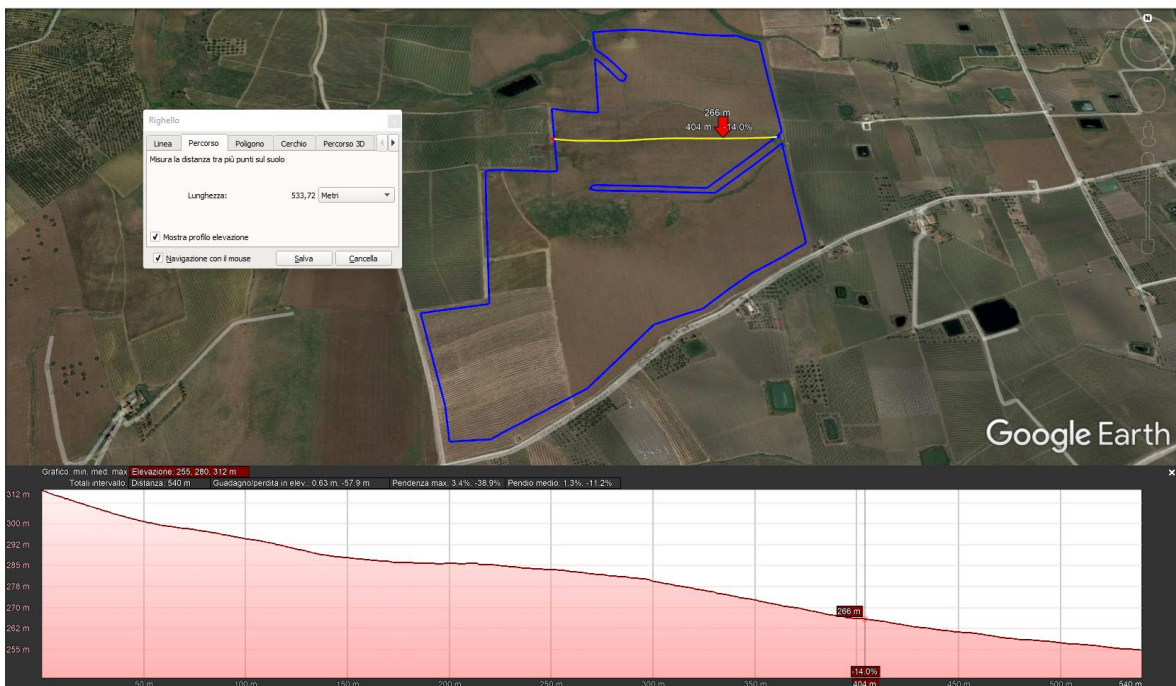 N
Righello
Linea Percorso Poligono Cerchio Percorso 3D
Misura la distanza tra più punti sul suolo
Lunghezza: 533,72 Metri
Mostra profilo elevazione
Navigazione con il mouse Salva Cancella
266 m
404 m -14.0%
Google Earth
Grafico: min, med, max Elevazione: 255, 280, 312 m
Totali intervallo: Distanza: 540 m Guadagno/perdita in elev.: 0.63 m, -57.9 m Pendenza max: 3.4%, -38.9% Pendio medio: 1.3%, -11.2%
312 m
300 m
292 m
285 m
278 m
270 m
262 m
255 m
266 m
-14.0%
50 m 100 m 150 m 200 m 250 m 300 m 350 m 404 m 450 m 500 m 540 m